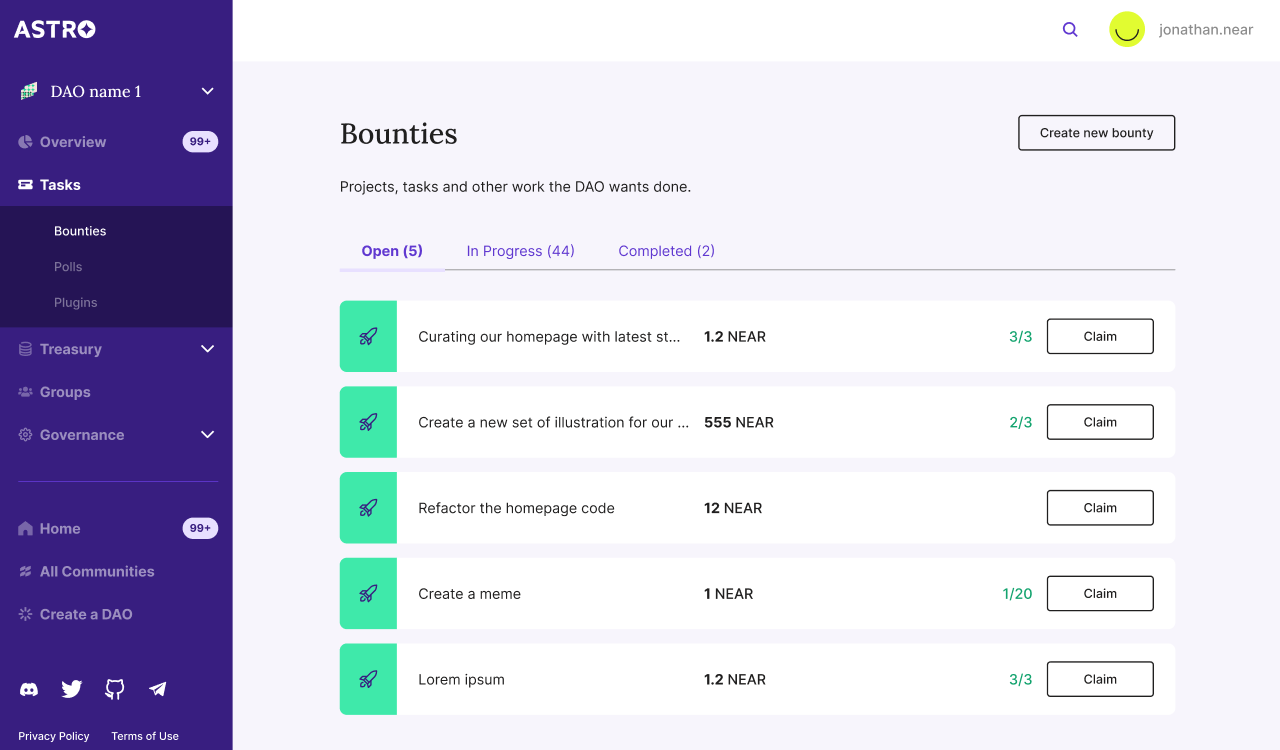 ASTRO
jonathan.near
DAO name 1
Overview 99+
Tasks
Bounties
Polls
Plugins
Treasury
Groups
Governance
Home 99+
All Communities
Create a DAO
Privacy Policy Terms of Use
Bounties
Create new bounty
Projects, tasks and other work the DAO wants done.
Open (5) In Progress (44) Completed (2)
Curating our homepage with latest st... 1.2 NEAR 3/3 Claim
Create a new set of illustration for our ... 555 NEAR 2/3 Claim
Refactor the homepage code 12 NEAR Claim
Create a meme 1 NEAR 1/20 Claim
Lorem ipsum 1.2 NEAR 3/3 Claim